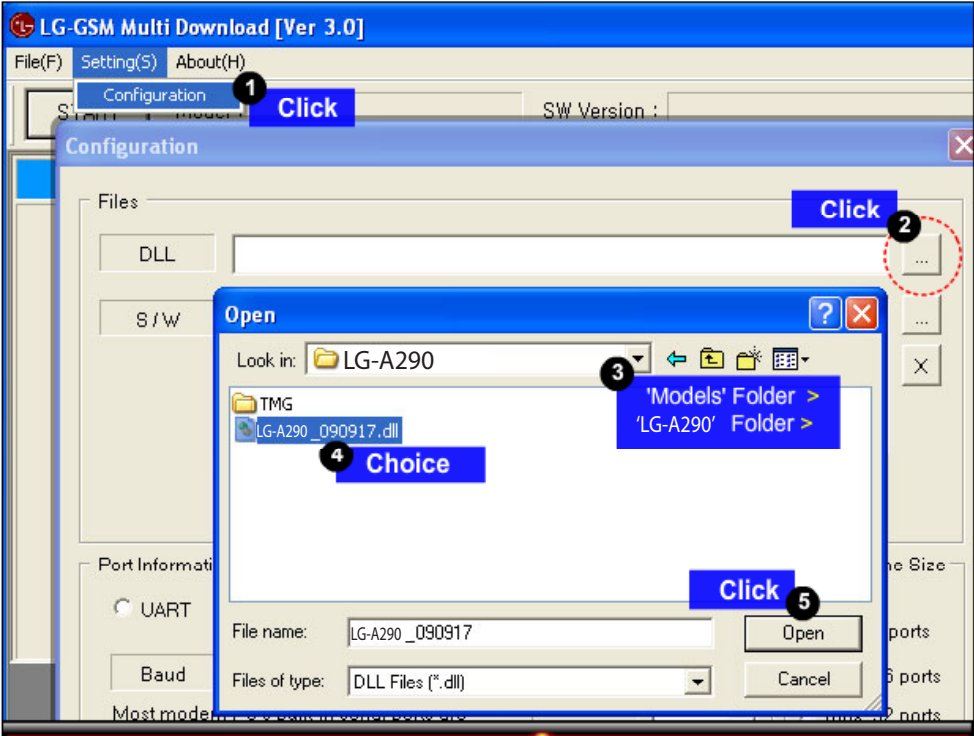 LG-GSM Multi Download [Ver 3.0]
File(F) Setting(S) About(H)
Configuration
1
Click
SW Version :
Configuration
Files
Click
2
DLL
...
S/W
...
X
Open
Look in: LG-A290
3
'Models' Folder >
‘LG-A290’ Folder >
TMG
LG-A290 _090917.dll
4
Choice
Port Informati
UART
Click
5
File name: LG-A290 _090917
Open
ports
Baud
Files of type: DLL Files (*.dll)
Cancel
ports
Size